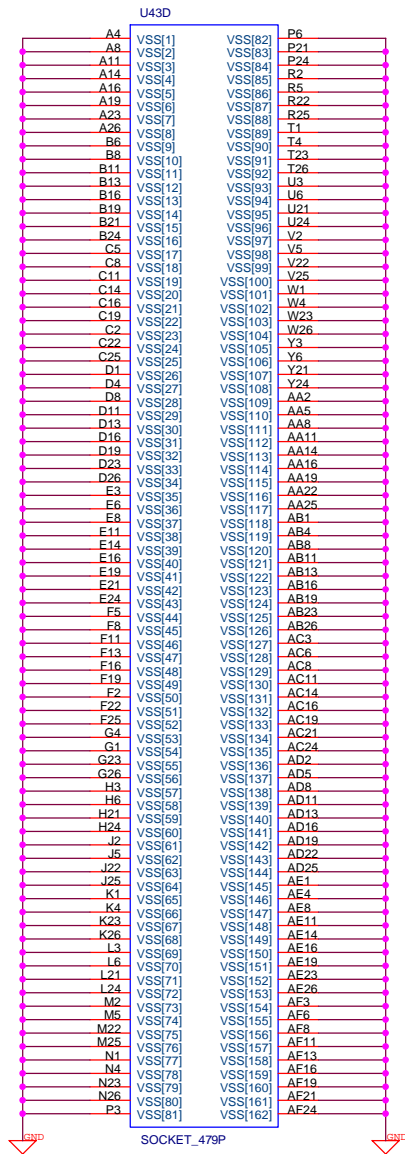 U43D
A4 VSS[1] VSS[82] P6
A8 VSS[2] VSS[83] P21
A11 VSS[3] VSS[84] P24
A14 VSS[4] VSS[85] R2
A16 VSS[5] VSS[86] R5
A19 VSS[6] VSS[87] R22
A23 VSS[7] VSS[88] R25
A26 VSS[8] VSS[89] T1
B6 VSS[9] VSS[90] T4
B8 VSS[10] VSS[91] T23
B11 VSS[11] VSS[92] T26
B13 VSS[12] VSS[93] U3
B16 VSS[13] VSS[94] U6
B19 VSS[14] VSS[95] U21
B21 VSS[15] VSS[96] U24
B24 VSS[16] VSS[97] V2
C5 VSS[17] VSS[98] V5
C8 VSS[18] VSS[99] V22
C11 VSS[19] VSS[100] V25
C14 VSS[20] VSS[101] W1
C16 VSS[21] VSS[102] W4
C19 VSS[22] VSS[103] W23
C2 VSS[23] VSS[104] W26
C22 VSS[24] VSS[105] Y3
C25 VSS[25] VSS[106] Y6
D1 VSS[26] VSS[107] Y21
D4 VSS[27] VSS[108] Y24
D8 VSS[28] VSS[109] AA2
D11 VSS[29] VSS[110] AA5
D13 VSS[30] VSS[111] AA8
D16 VSS[31] VSS[112] AA11
D19 VSS[32] VSS[113] AA14
D23 VSS[33] VSS[114] AA16
D26 VSS[34] VSS[115] AA19
E3 VSS[35] VSS[116] AA22
E6 VSS[36] VSS[117] AA25
E8 VSS[37] VSS[118] AB1
E11 VSS[38] VSS[119] AB4
E14 VSS[39] VSS[120] AB8
E16 VSS[40] VSS[121] AB11
E19 VSS[41] VSS[122] AB13
E21 VSS[42] VSS[123] AB16
E24 VSS[43] VSS[124] AB19
F5 VSS[44] VSS[125] AB23
F8 VSS[45] VSS[126] AB26
F11 VSS[46] VSS[127] AC3
F13 VSS[47] VSS[128] AC6
F16 VSS[48] VSS[129] AC8
F19 VSS[49] VSS[130] AC11
F2 VSS[50] VSS[131] AC14
F22 VSS[51] VSS[132] AC16
F25 VSS[52] VSS[133] AC19
G4 VSS[53] VSS[134] AC21
G1 VSS[54] VSS[135] AC24
G23 VSS[55] VSS[136] AD2
G26 VSS[56] VSS[137] AD5
H3 VSS[57] VSS[138] AD8
H6 VSS[58] VSS[139] AD11
H21 VSS[59] VSS[140] AD13
H24 VSS[60] VSS[141] AD16
J2 VSS[61] VSS[142] AD19
J5 VSS[62] VSS[143] AD22
J22 VSS[63] VSS[144] AD25
J25 VSS[64] VSS[145] AE1
K1 VSS[65] VSS[146] AE4
K4 VSS[66] VSS[147] AE8
K23 VSS[67] VSS[148] AE11
K26 VSS[68] VSS[149] AE14
L3 VSS[69] VSS[150] AE16
L6 VSS[70] VSS[151] AE19
L21 VSS[71] VSS[152] AE23
L24 VSS[72] VSS[153] AE26
M2 VSS[73] VSS[154] AF3
M5 VSS[74] VSS[155] AF6
M22 VSS[75] VSS[156] AF8
M25 VSS[76] VSS[157] AF11
N1 VSS[77] VSS[158] AF13
N4 VSS[78] VSS[159] AF16
N23 VSS[79] VSS[160] AF19
N26 VSS[80] VSS[161] AF21
P3 VSS[81] VSS[162] AF24
GND GND
SOCKET_479P